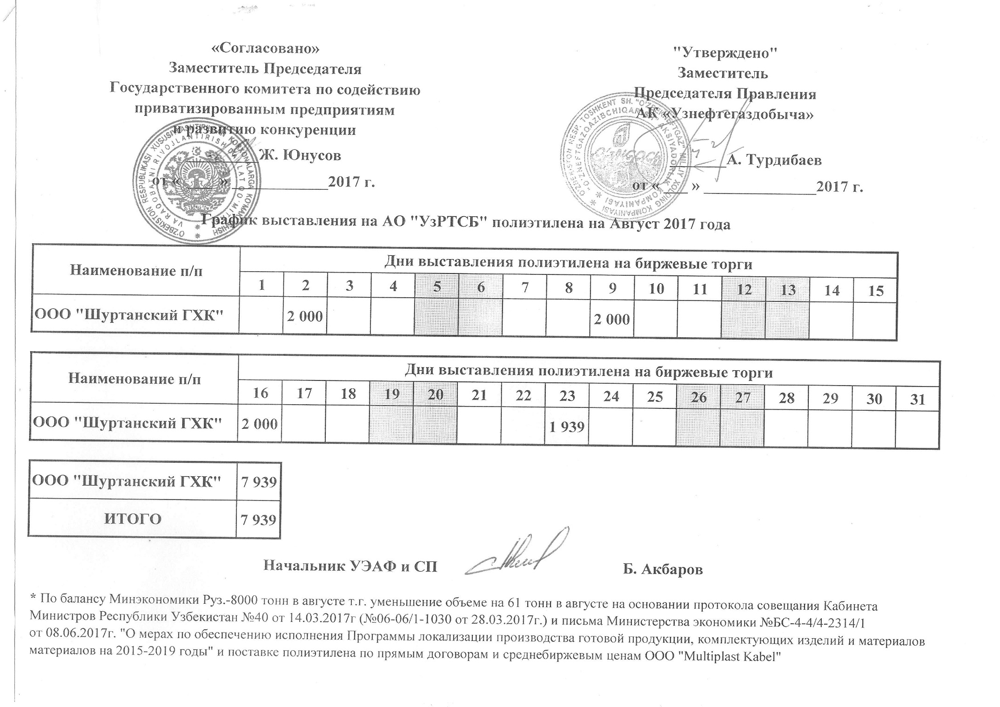 «Согласовано»
Заместитель Председателя
Государственного комитета по содействию
приватизированным предприятиям
и развитию конкуренции
Ж. Юнусов
от « ___ » ____________2017 г.
"Утверждено"
Заместитель
Председателя Правления
АК «Узнефтегаздобыча»
А. Турдибаев
от « ___ » ______________2017 г.
График выставления на АО "УзРТСБ" полиэтилена на Август 2017 года
Наименование п/п Дни выставления полиэтилена на биржевые торги
1 2 3 4 5 6 7 8 9 10 11 12 13 14 15
ООО "Шуртанский ГХК" 2 000 2 000
Наименование п/п Дни выставления полиэтилена на биржевые торги
16 17 18 19 20 21 22 23 24 25 26 27 28 29 30 31
ООО "Шуртанский ГХК" 2 000 1 939
ООО "Шуртанский ГХК" 7 939
ИТОГО 7 939
Начальник УЭАФ и СП Б. Акбаров
* По балансу Минэкономики Руз.-8000 тонн в августе т.г. уменьшение объеме на 61 тонн в августе на основании протокола совещания Кабинета
Министров Республики Узбекистан №40 от 14.03.2017г (№06-06/1-1030 от 28.03.2017г.) и письма Министерства экономики №БС-4-4/4-2314/1
от 08.06.2017г. "О мерах по обеспечению исполнения Программы локализации производства готовой продукции, комплектующих изделий и материалов
материалов на 2015-2019 годы" и поставке полиэтилена по прямым договорам и среднебиржевым ценам ООО "Multiplast Kabel"